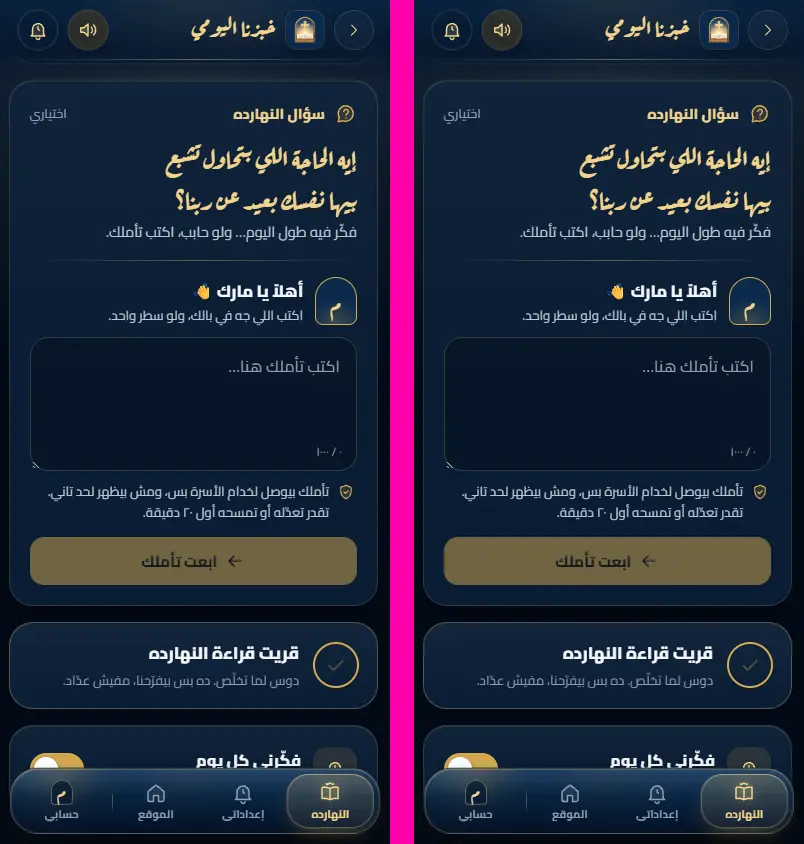 خبزنا اليومي
سؤال النهارده
اختياري
إيه الحاجة اللي بتحاول تشبع
بيها نفسك بعيد عن ربنا؟
فكّر فيه طول اليوم... ولو حابب، اكتب تأملك.
أهلاً يا مارك 👋
م
اكتب اللي جه في بالك، ولو سطر واحد.
اكتب تأملك هنا...
٠ / ١٠٠٠
تأملك بيوصل لخدام الأسرة بس، ومش بيظهر لحد تاني.
تقدر تعدّله أو تمسحه أول ٢٠ دقيقة.
ابعت تأملك
قريت قراءة النهارده
دوس لما تخلّص. ده بس بيفرّحنا، مفيش عدّاد.
فكّرني كل يوم
النهارده
إعداداتي
الموقع
م
حسابي
خبزنا اليومي
سؤال النهارده
اختياري
إيه الحاجة اللي بتحاول تشبع
بيها نفسك بعيد عن ربنا؟
فكّر فيه طول اليوم... ولو حابب، اكتب تأملك.
أهلاً يا مارك 👋
م
اكتب اللي جه في بالك، ولو سطر واحد.
اكتب تأملك هنا...
٠ / ١٠٠٠
تأملك بيوصل لخدام الأسرة بس، ومش بيظهر لحد تاني.
تقدر تعدّله أو تمسحه أول ٢٠ دقيقة.
ابعت تأملك
قريت قراءة النهارده
دوس لما تخلّص. ده بس بيفرّحنا، مفيش عدّاد.
فكّرني كل يوم
النهارده
إعداداتي
الموقع
م
حسابي